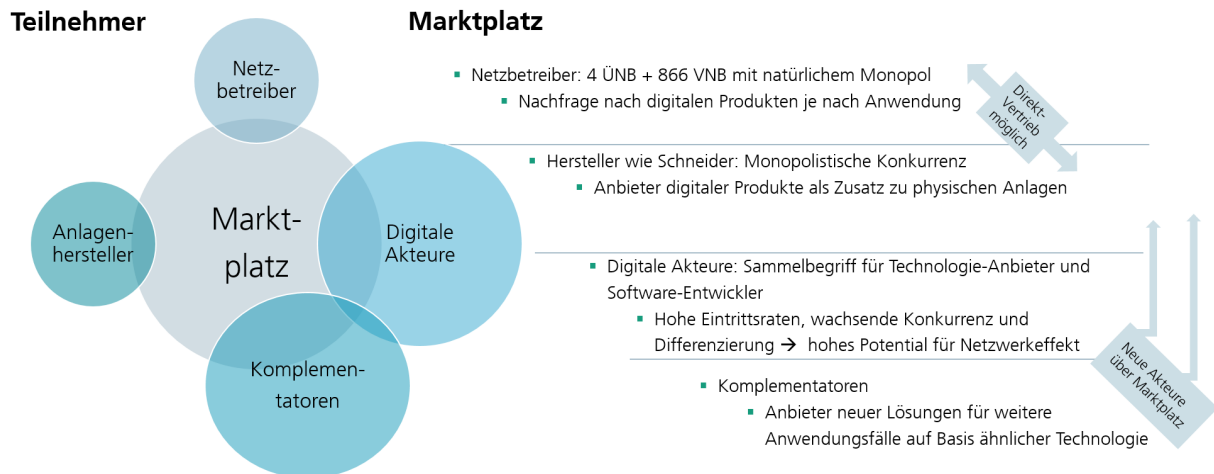 Teilnehmer
Marktplatz
Netz-
betreiber
Anlagen-
hersteller
Markt-
platz
Digitale
Akteure
Komplemen-
tatoren
▪ Netzbetreiber: 4 ÜNB + 866 VNB mit natürlichem Monopol
▪ Nachfrage nach digitalen Produkten je nach Anwendung
Direkt-
Vertrieb
möglich
▪ Hersteller wie Schneider: Monopolistische Konkurrenz
▪ Anbieter digitaler Produkte als Zusatz zu physischen Anlagen
▪ Digitale Akteure: Sammelbegriff für Technologie-Anbieter und
Software-Entwickler
▪ Hohe Eintrittsraten, wachsende Konkurrenz und
Differenzierung → hohes Potential für Netzwerkeffekt
▪ Komplementatoren
▪ Anbieter neuer Lösungen für weitere
Anwendungsfälle auf Basis ähnlicher Technologie
Neue Akteure
über Marktplatz